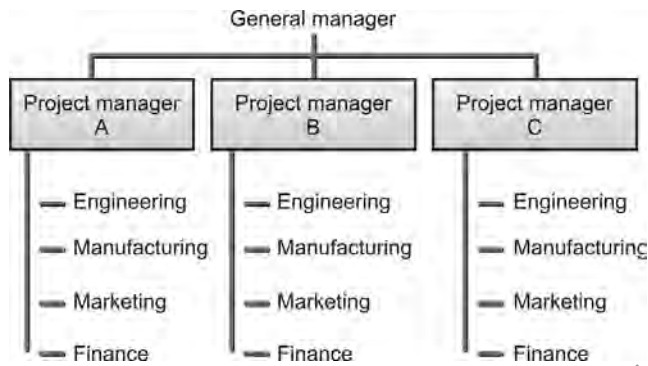 General manager
Project manager
A
Project manager
B
Project manager
C
Engineering
Manufacturing
Marketing
Finance
Engineering
Manufacturing
Marketing
Finance
Engineering
Manufacturing
Marketing
Finance